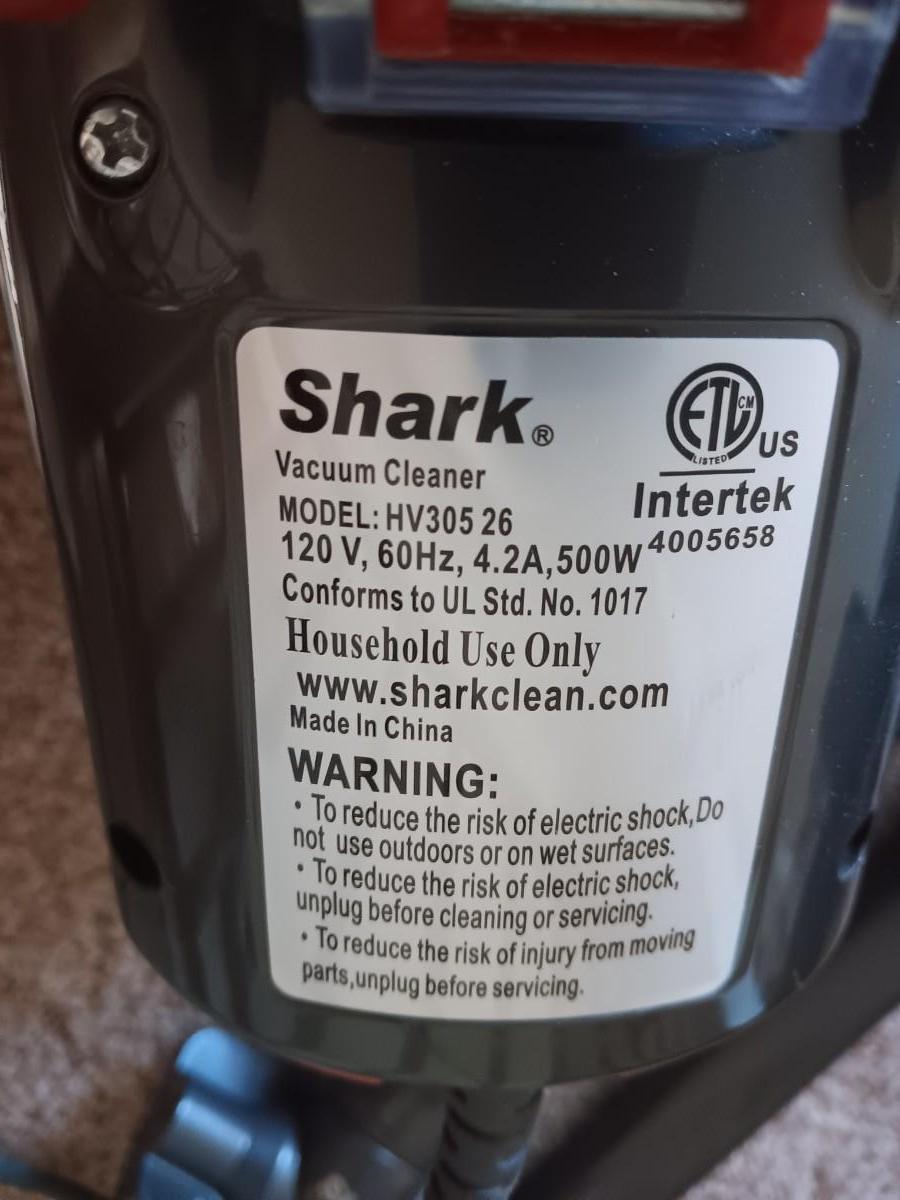 Shark®
Vacuum Cleaner
MODEL: HV305 26
120 V, 60Hz, 4.2A,500W
Conforms to UL Std. No. 1017
Household Use Only
www.sharkclean.com
Made In China
ETL CM
LISTED
US
Intertek
4005658
WARNING:
• To reduce the risk of electric shock,Do
not use outdoors or on wet surfaces.
• To reduce the risk of electric shock,
unplug before cleaning or servicing.
• To reduce the risk of injury from moving
parts,unplug before servicing.